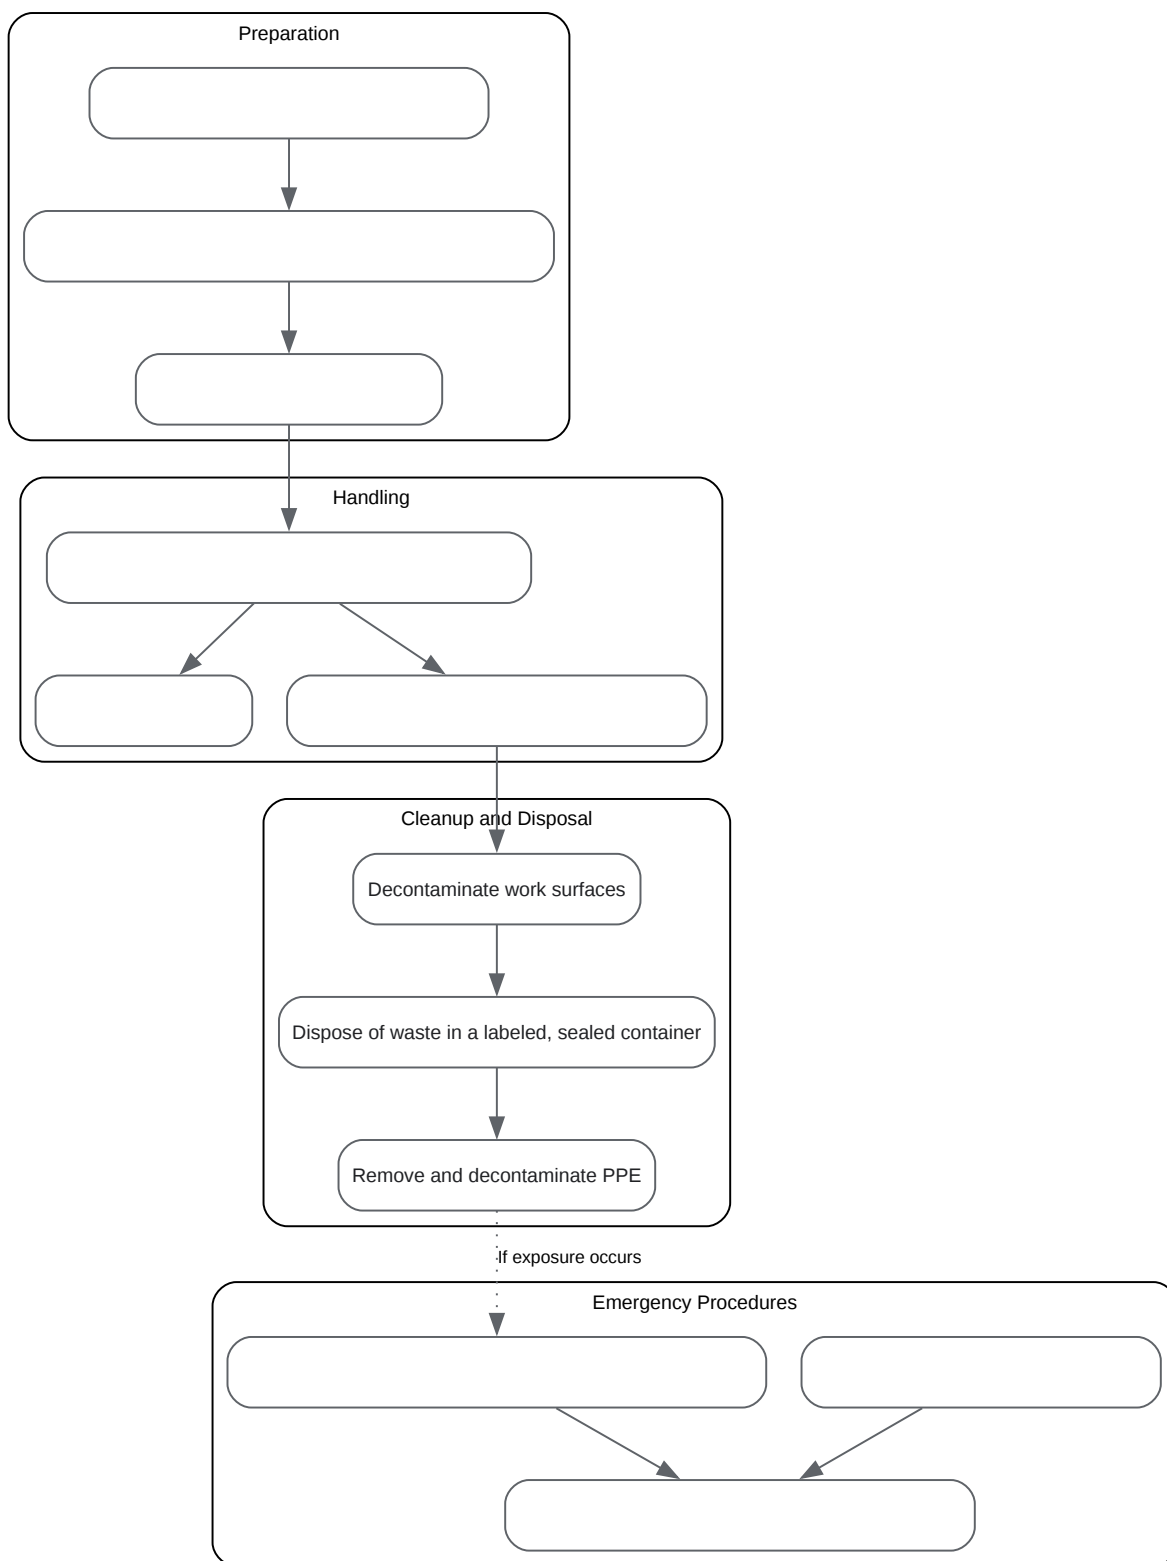 Preparation
Handling
Cleanup and Disposal
Decontaminate work surfaces
Dispose of waste in a labeled, sealed container
Remove and decontaminate PPE
If exposure occurs
Emergency Procedures